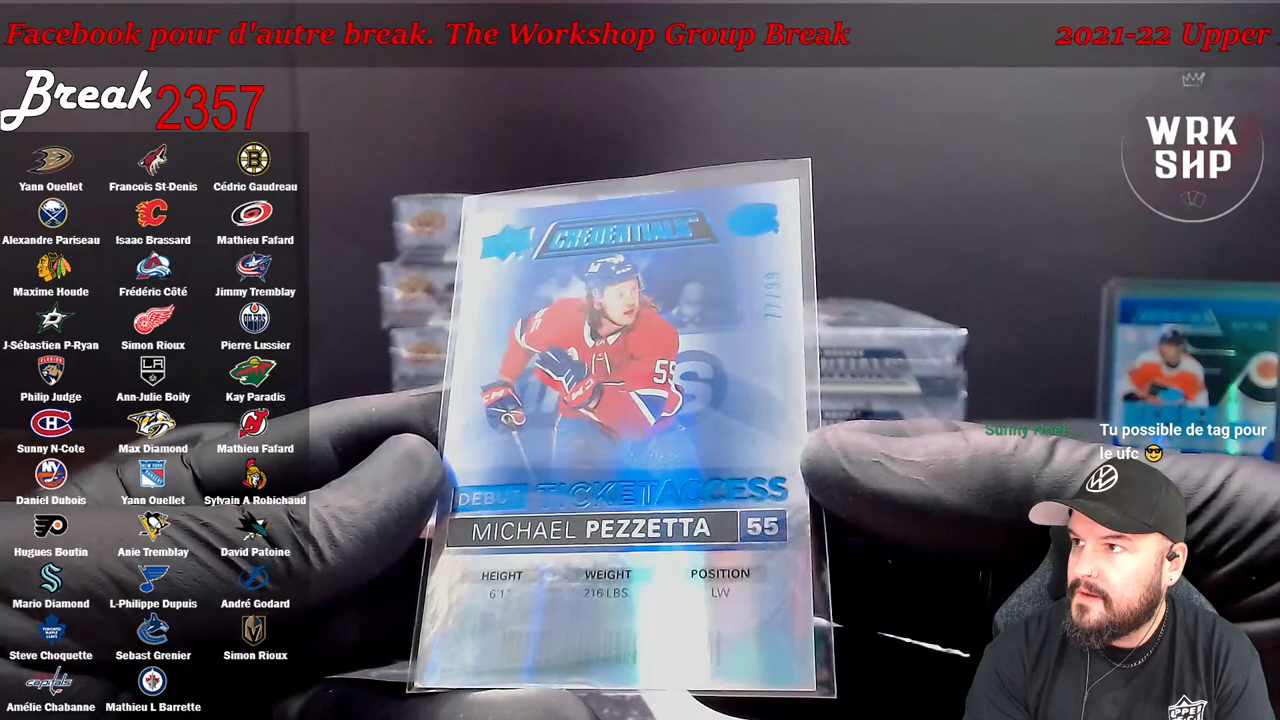 Facebook pour d'autre break. The Workshop Group Break
2021-22 Upper
Break 2357
WRK
SHP
Yann Ouellet
Francois St-Denis
Cédric Gaudreau
Alexandre Pariseau
Isaac Brassard
Mathieu Fafard
Maxime Houde
Frédéric Côté
Jimmy Tremblay
J-Sébastien P-Ryan
Simon Rioux
Pierre Lussier
Philip Judge
Ann-Julie Boily
Kay Paradis
Sunny N-Cote
Max Diamond
Mathieu Fafard
Daniel Dubois
Yann Ouellet
Sylvain A Robichaud
Hugues Boutin
Anie Tremblay
David Patoine
Mario Diamond
L-Philippe Dupuis
André Godard
Steve Choquette
Sebast Grenier
Simon Rioux
Amélie Chabanne
Mathieu L Barrette
CREDENTIALS
77/99
55
DEBUT TICKET ACCESS
MICHAEL PEZZETTA 55
HEIGHT WEIGHT POSITION
6'1" 216 LBS LW
Tu possible de tag pour
le ufc 😎